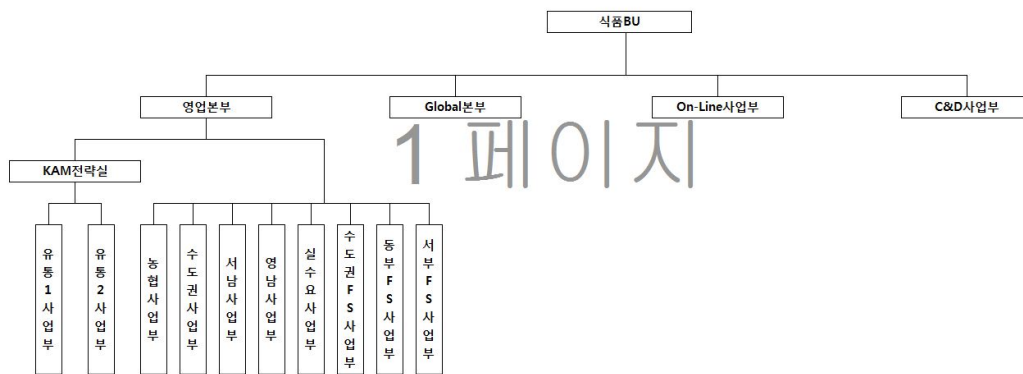 식품BU
영업본부
Global본부
On-Line사업부
C&D사업부
1 페이지
KAM전략실
유통1사업부
유통2사업부
농협사업부
수도권사업부
서남사업부
영남사업부
실수요사업부
수도권FS사업부
동부FS사업부
서부FS사업부